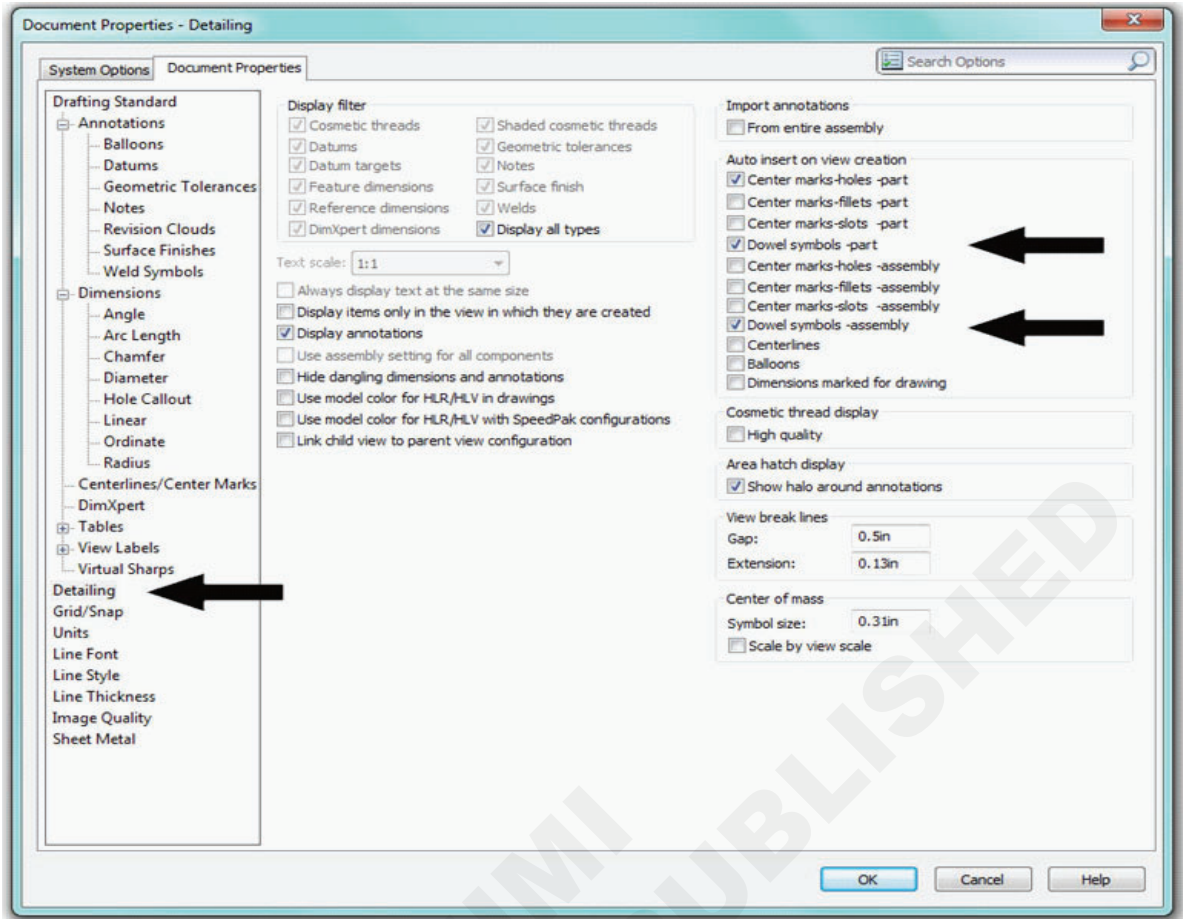 Document Properties - Detailing
System Options
Document Properties
Search Options
Drafting Standard
Annotations
Balloons
Datums
Geometric Tolerances
Notes
Revision Clouds
Surface Finishes
Weld Symbols
Dimensions
Angle
Arc Length
Chamfer
Diameter
Hole Callout
Linear
Ordinate
Radius
Centerlines/Center Marks
DimXpert
Tables
View Labels
Virtual Sharps
Detailing
Grid/Snap
Units
Line Font
Line Style
Line Thickness
Image Quality
Sheet Metal
Display filter
Cosmetic threads
Shaded cosmetic threads
Datums
Geometric tolerances
Datum targets
Notes
Feature dimensions
Surface finish
Reference dimensions
Welds
DimXpert dimensions
Display all types
Text scale: 1:1
Always display text at the same size
Display items only in the view in which they are created
Display annotations
Use assembly setting for all components
Hide dangling dimensions and annotations
Use model color for HLR/HLV in drawings
Use model color for HLR/HLV with SpeedPak configurations
Link child view to parent view configuration
Import annotations
From entire assembly
Auto insert on view creation
Center marks-holes -part
Center marks-fillets -part
Center marks-slots -part
Dowel symbols -part
Center marks-holes -assembly
Center marks-fillets -assembly
Center marks-slots -assembly
Dowel symbols -assembly
Centerlines
Balloons
Dimensions marked for drawing
Cosmetic thread display
High quality
Area hatch display
Show halo around annotations
View break lines
Gap: 0.5in
Extension: 0.13in
Center of mass
Symbol size: 0.31in
Scale by view scale
OK
Cancel
Help